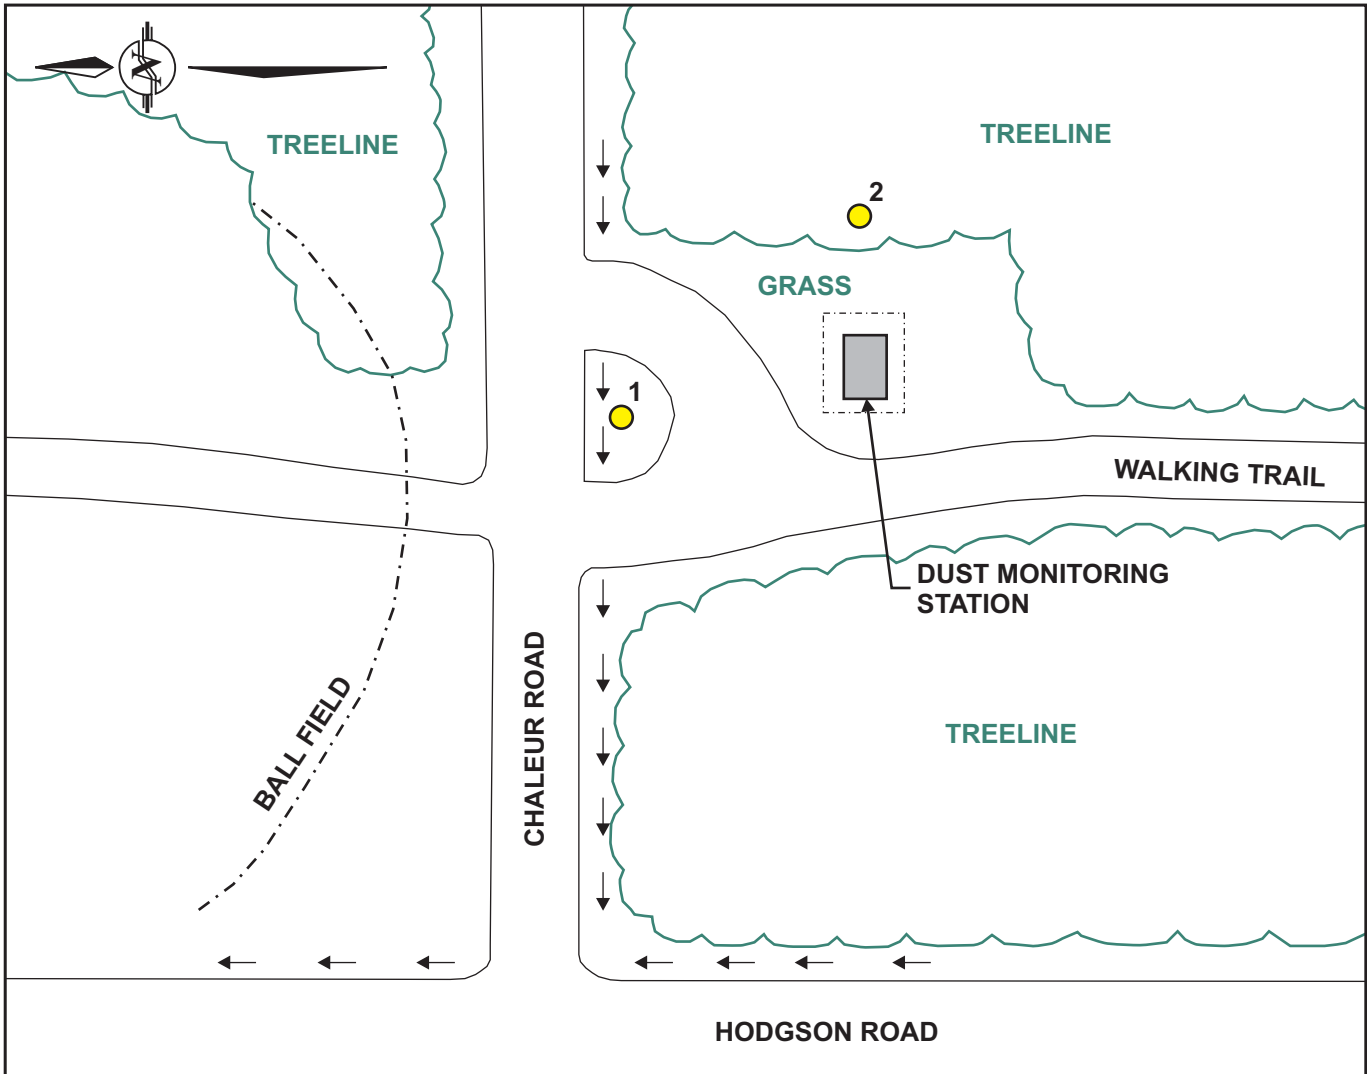 N
TREELINE
TREELINE
2
GRASS
1
WALKING TRAIL
DUST MONITORING
STATION
BALL FIELD
CHALEUR ROAD
TREELINE
HODGSON ROAD